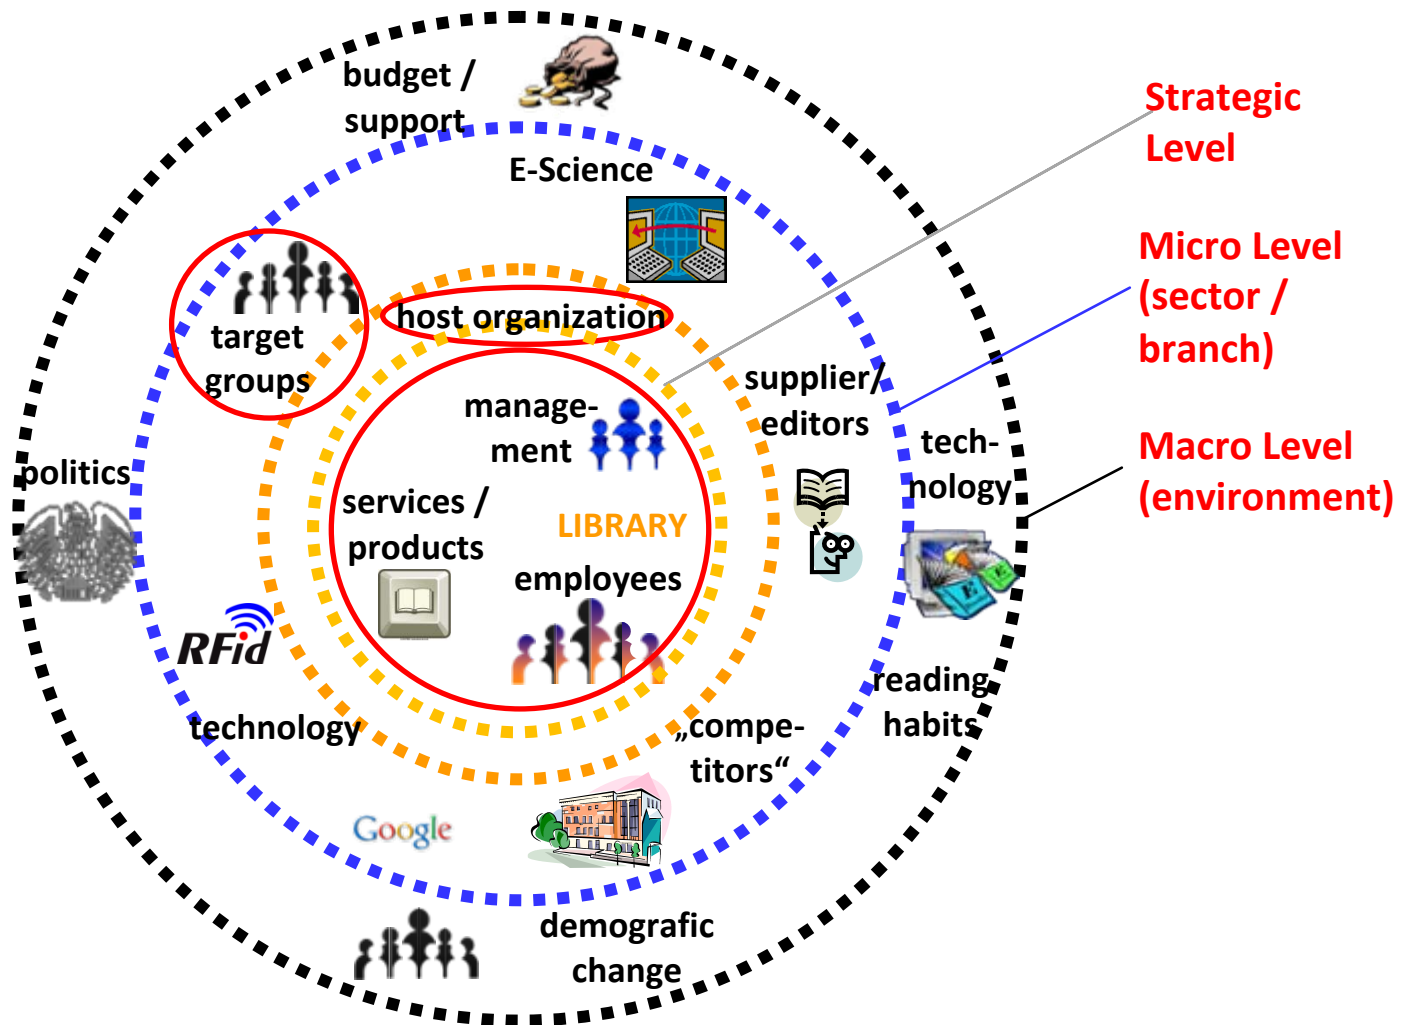 budget /
support
Strategic
Level
E-Science
Micro Level
(sector /
branch)
host organization
target
groups
supplier/
editors
manage-
ment
tech-
nology
Macro Level
(environment)
politics
services /
products
LIBRARY
employees
RFid
reading
habits
technology
„compe-
titors“
Google
demografic
change